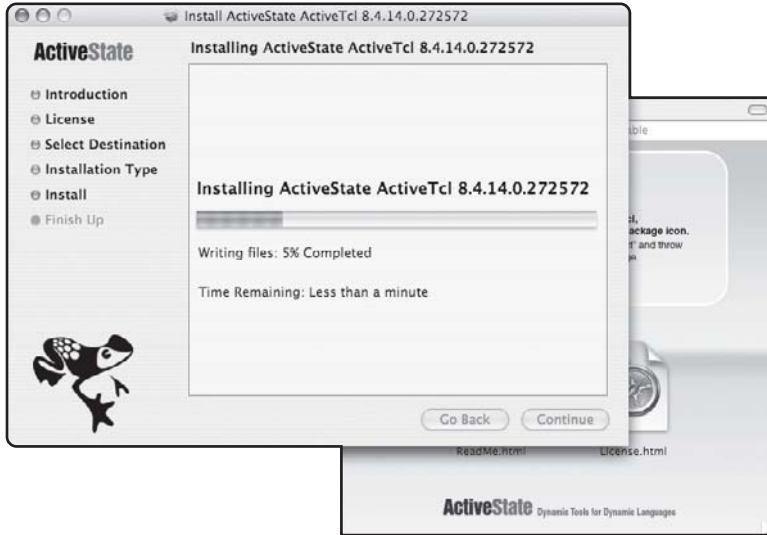 Install ActiveState ActiveTcl 8.4.14.0.272572
ActiveState
Installing ActiveState ActiveTcl 8.4.14.0.272572
Introduction
License
Select Destination
Installation Type
Install
Finish Up
Installing ActiveState ActiveTcl 8.4.14.0.272572
Writing files: 5% Completed
Time Remaining: Less than a minute
Go Back
Continue
ackage icon.
and throw
ReadMe.html
License.html
ActiveState Dynamic Tools for Dynamic Languages